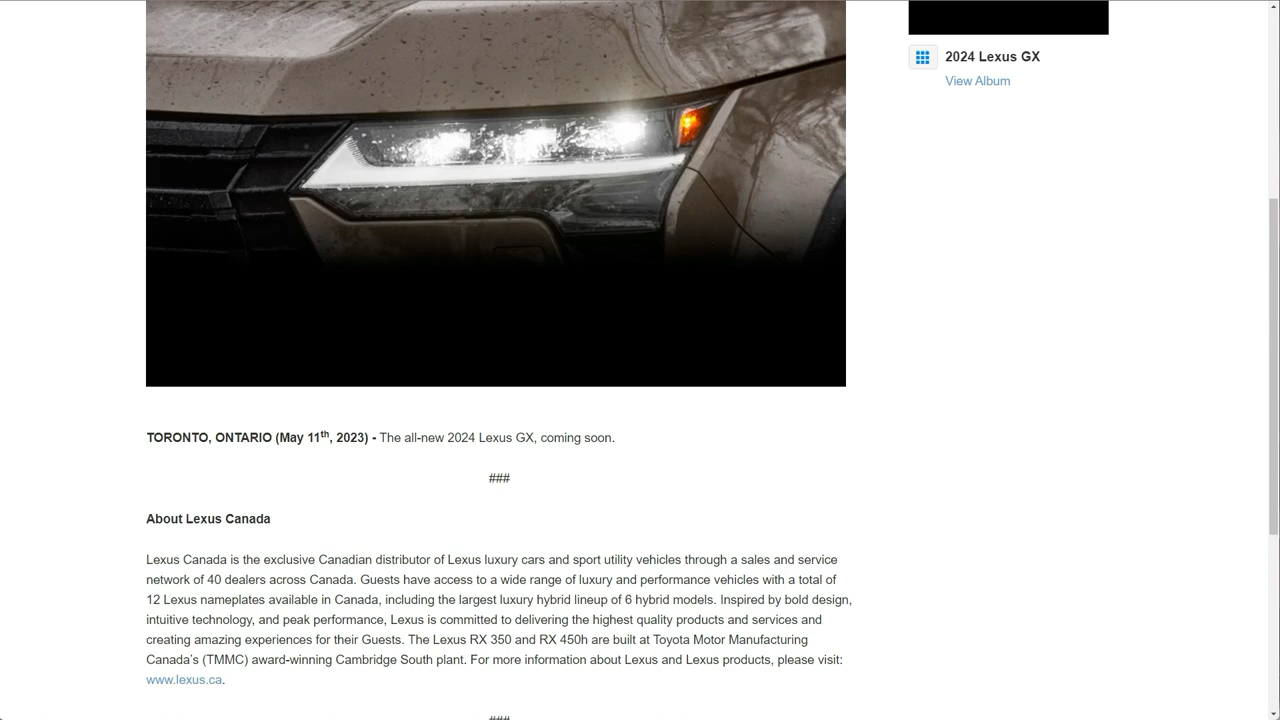 2024 Lexus GX
View Album
TORONTO, ONTARIO (May 11th, 2023) - The all-new 2024 Lexus GX, coming soon.
###
About Lexus Canada
Lexus Canada is the exclusive Canadian distributor of Lexus luxury cars and sport utility vehicles through a sales and service
network of 40 dealers across Canada. Guests have access to a wide range of luxury and performance vehicles with a total of
12 Lexus nameplates available in Canada, including the largest luxury hybrid lineup of 6 hybrid models. Inspired by bold design,
intuitive technology, and peak performance, Lexus is committed to delivering the highest quality products and services and
creating amazing experiences for their Guests. The Lexus RX 350 and RX 450h are built at Toyota Motor Manufacturing
Canada's (TMMC) award-winning Cambridge South plant. For more information about Lexus and Lexus products, please visit:
www.lexus.ca.
###